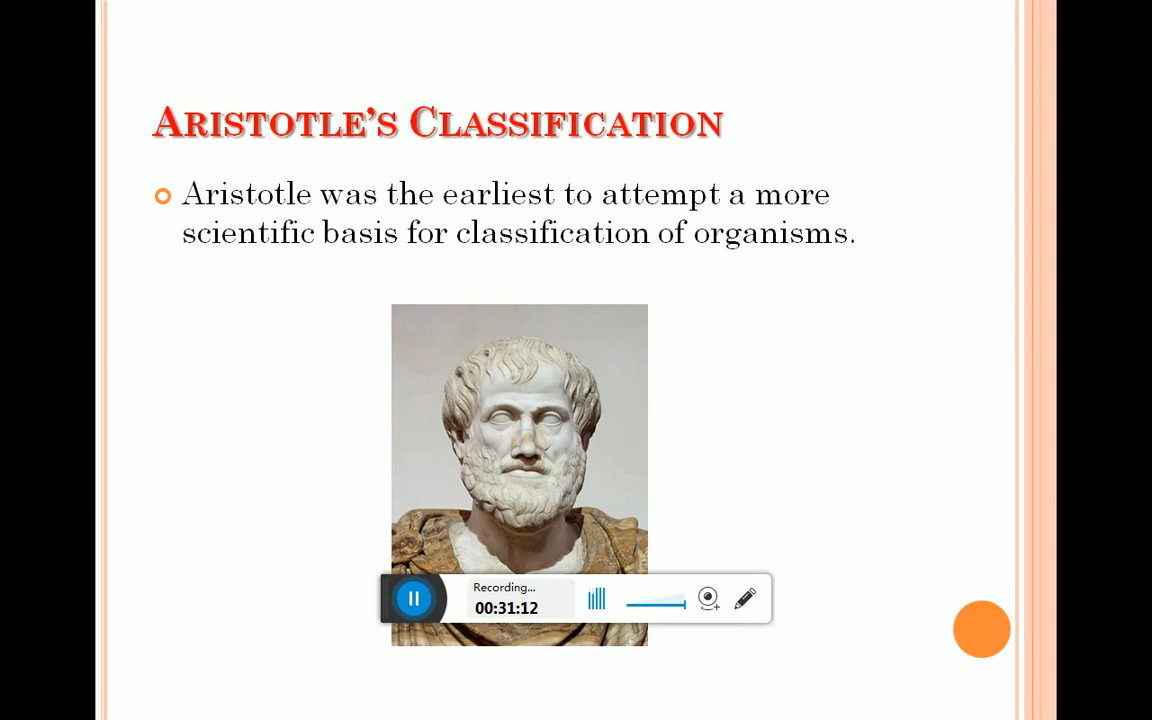 Aristotle's Classification
Aristotle was the earliest to attempt a more
scientific basis for classification of organisms.
Recording...
00:31:12